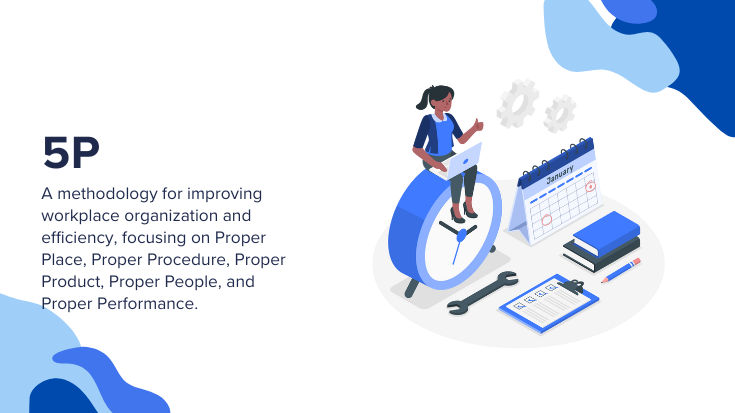 5P
A methodology for improving
workplace organization and
efficiency, focusing on Proper
Place, Proper Procedure, Proper
Product, Proper People, and
Proper Performance.
January